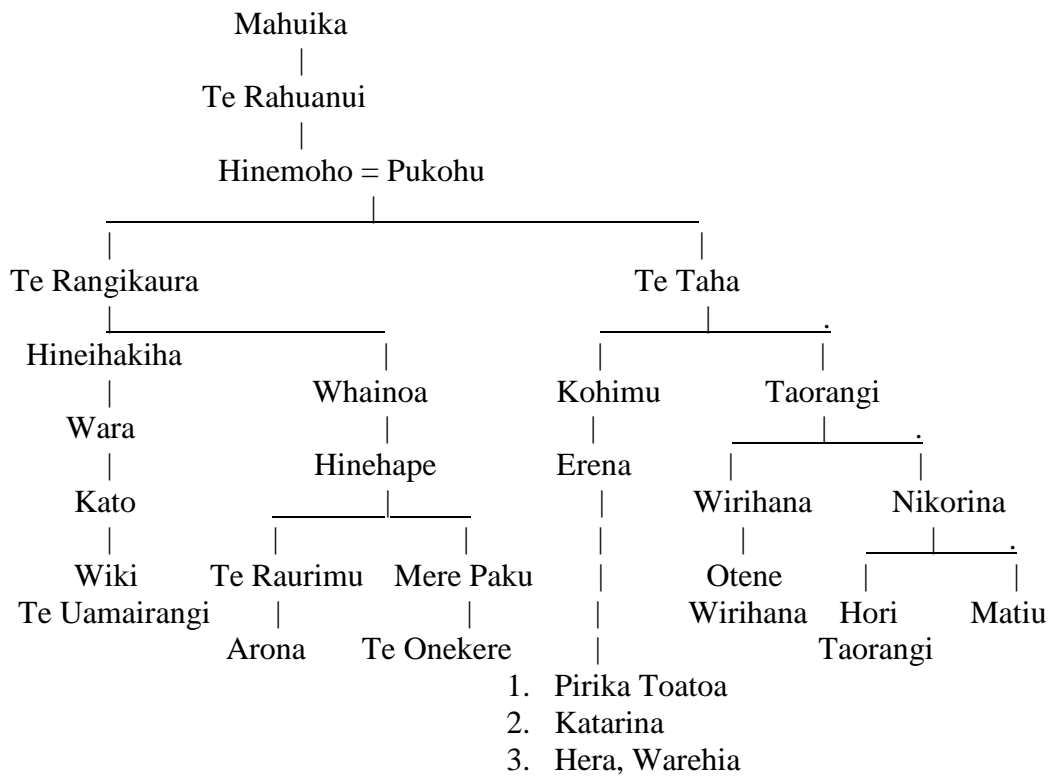 Mahuika
Te Rahuanui
Hinemoho = Pukohu
Te Rangikaura Te Taha
Hineihakiha
Whainoa Kohimu Taorangi
Wara
Hinehape Erena
Kato Wirihana Nikorina
Wiki Te Raurimu Mere Paku Otene
Te Uamairangi Wirihana Hori Matiu
Arona Te Onekere Taorangi
1. Pirika Toatoa
2. Katarina
3. Hera, Warehia